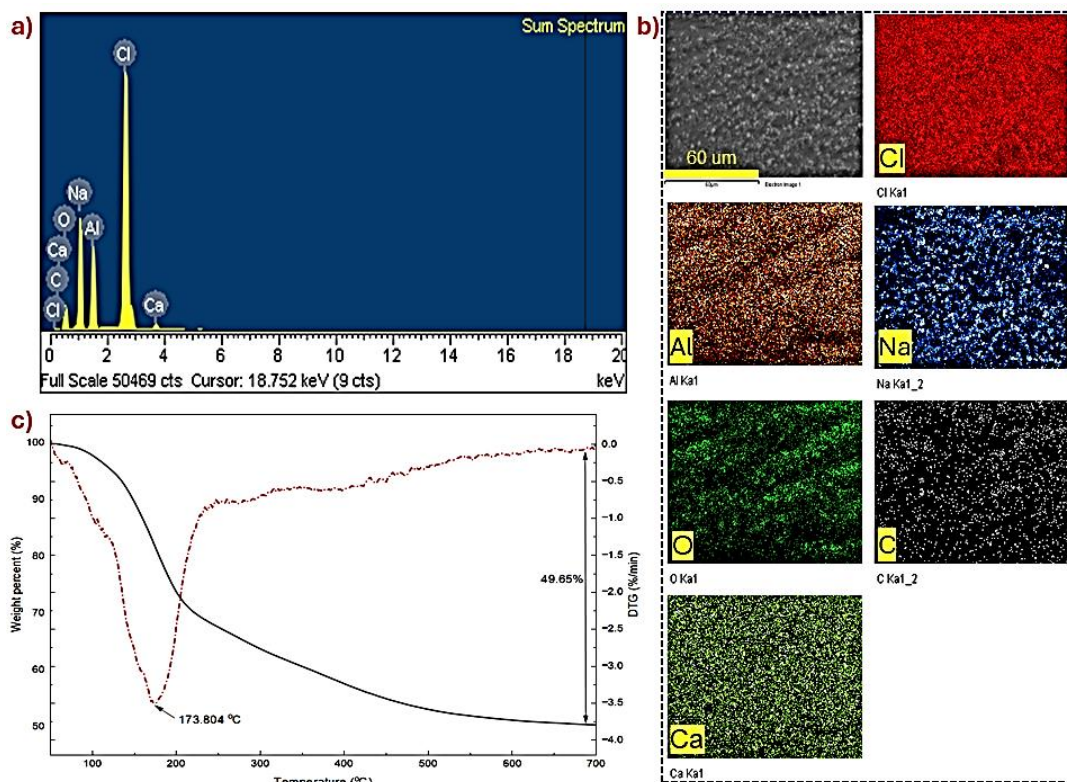 a)
Sum Spectrum
Cl
Na
O
Al
Ca
C
Cl
Ca
0 2 4 6 8 10 12 14 16 18 20
Full Scale 50469 cts Cursor: 18.752 keV (9 cts) keV
b)
60 um
Electron Image 1
Cl
Cl Ka1
Al
Al Ka1
Na
Na Ka1_2
O
O Ka1
C
C Ka1_2
Ca
Ca Ka1
c)
100
90
80
70
60
50
Weight percent (%)
0.0
−0.5
−1.0
−1.5
−2.0
−2.5
−3.0
−3.5
−4.0
DTG (%/min)
49.65%
173.804 ⁰C
100 200 300 400 500 600 700
Temperature (⁰C)